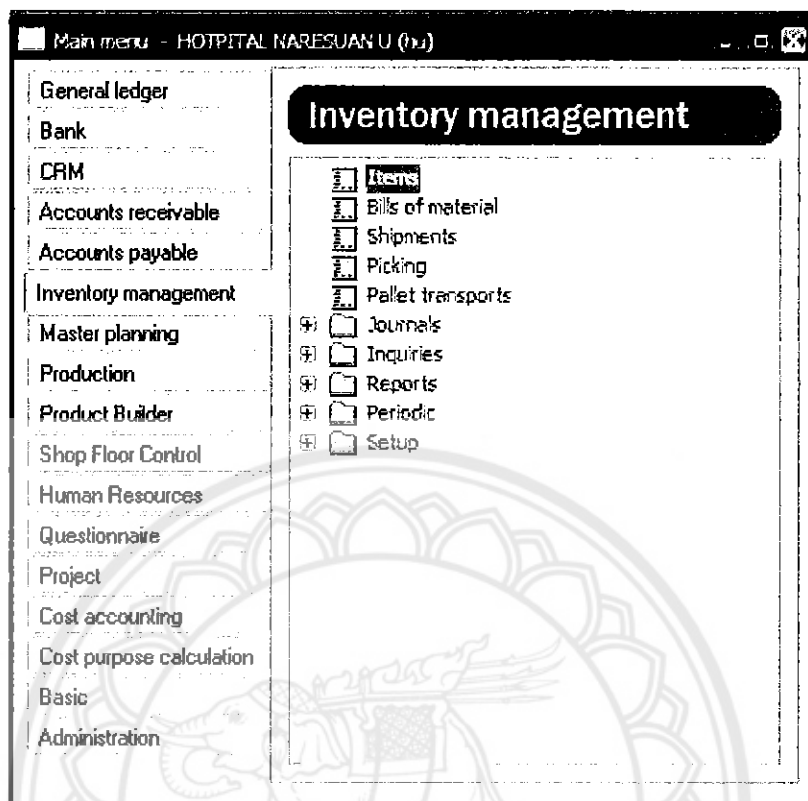 Main menu - HOTPITAL NARESUAN U (hu)
General ledger
Bank
CRM
Accounts receivable
Accounts payable
Inventory management
Master planning
Production
Product Builder
Shop Floor Control
Human Resources
Questionnaire
Project
Cost accounting
Cost purpose calculation
Basic
Administration
Inventory management
Items
Bills of material
Shipments
Picking
Pallet transports
Journals
Inquiries
Reports
Periodic
Setup